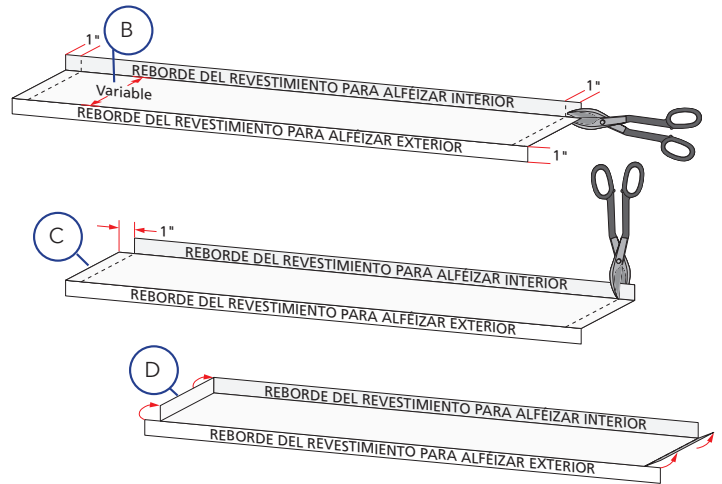 B
1"
REBORDE DEL REVESTIMIENTO PARA ALFÉIZAR INTERIOR
1"
Variable
REBORDE DEL REVESTIMIENTO PARA ALFÉIZAR EXTERIOR
1"
C
1"
REBORDE DEL REVESTIMIENTO PARA ALFÉIZAR INTERIOR
REBORDE DEL REVESTIMIENTO PARA ALFÉIZAR EXTERIOR
D
REBORDE DEL REVESTIMIENTO PARA ALFÉIZAR INTERIOR
REBORDE DEL REVESTIMIENTO PARA ALFÉIZAR EXTERIOR